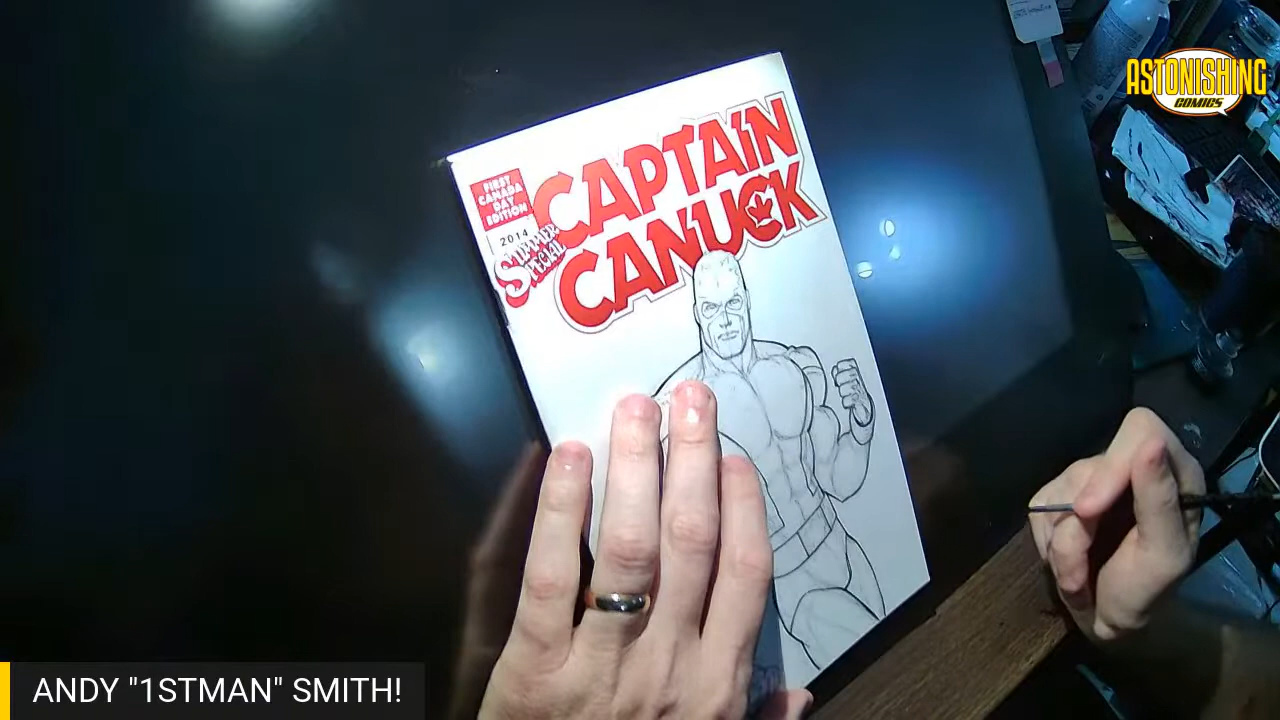 ASTONISHING
COMICS
FIRST
CANADA
DAY
EDITION
2014
SUMMER
SPECIAL
CAPTAIN
CANUCK
ANDY "1STMAN" SMITH!